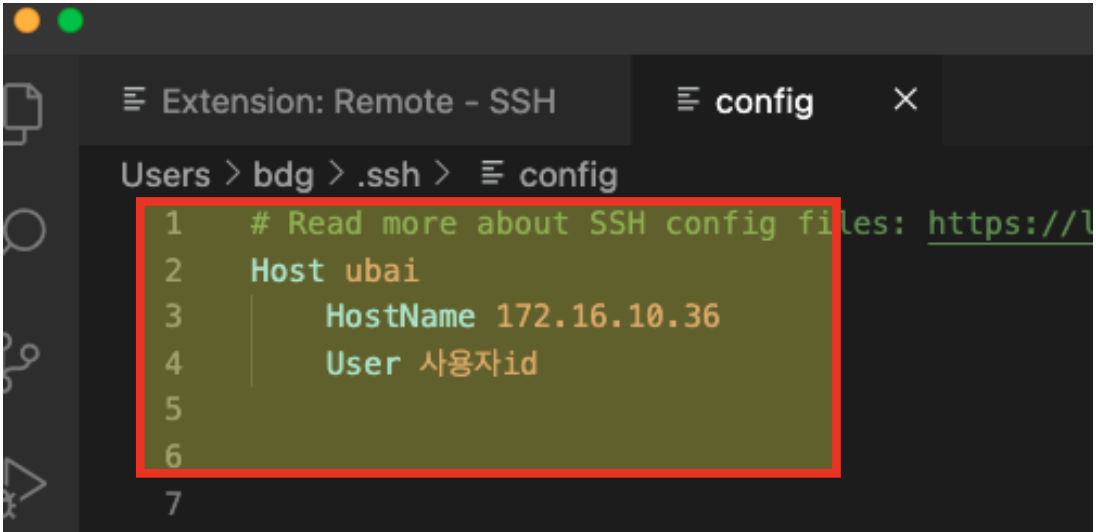 Extension: Remote - SSH config
Users > bdg > .ssh > config
1 # Read more about SSH config files: https://
2 Host ubai
3 HostName 172.16.10.36
4 User 사용자id
5
6
7